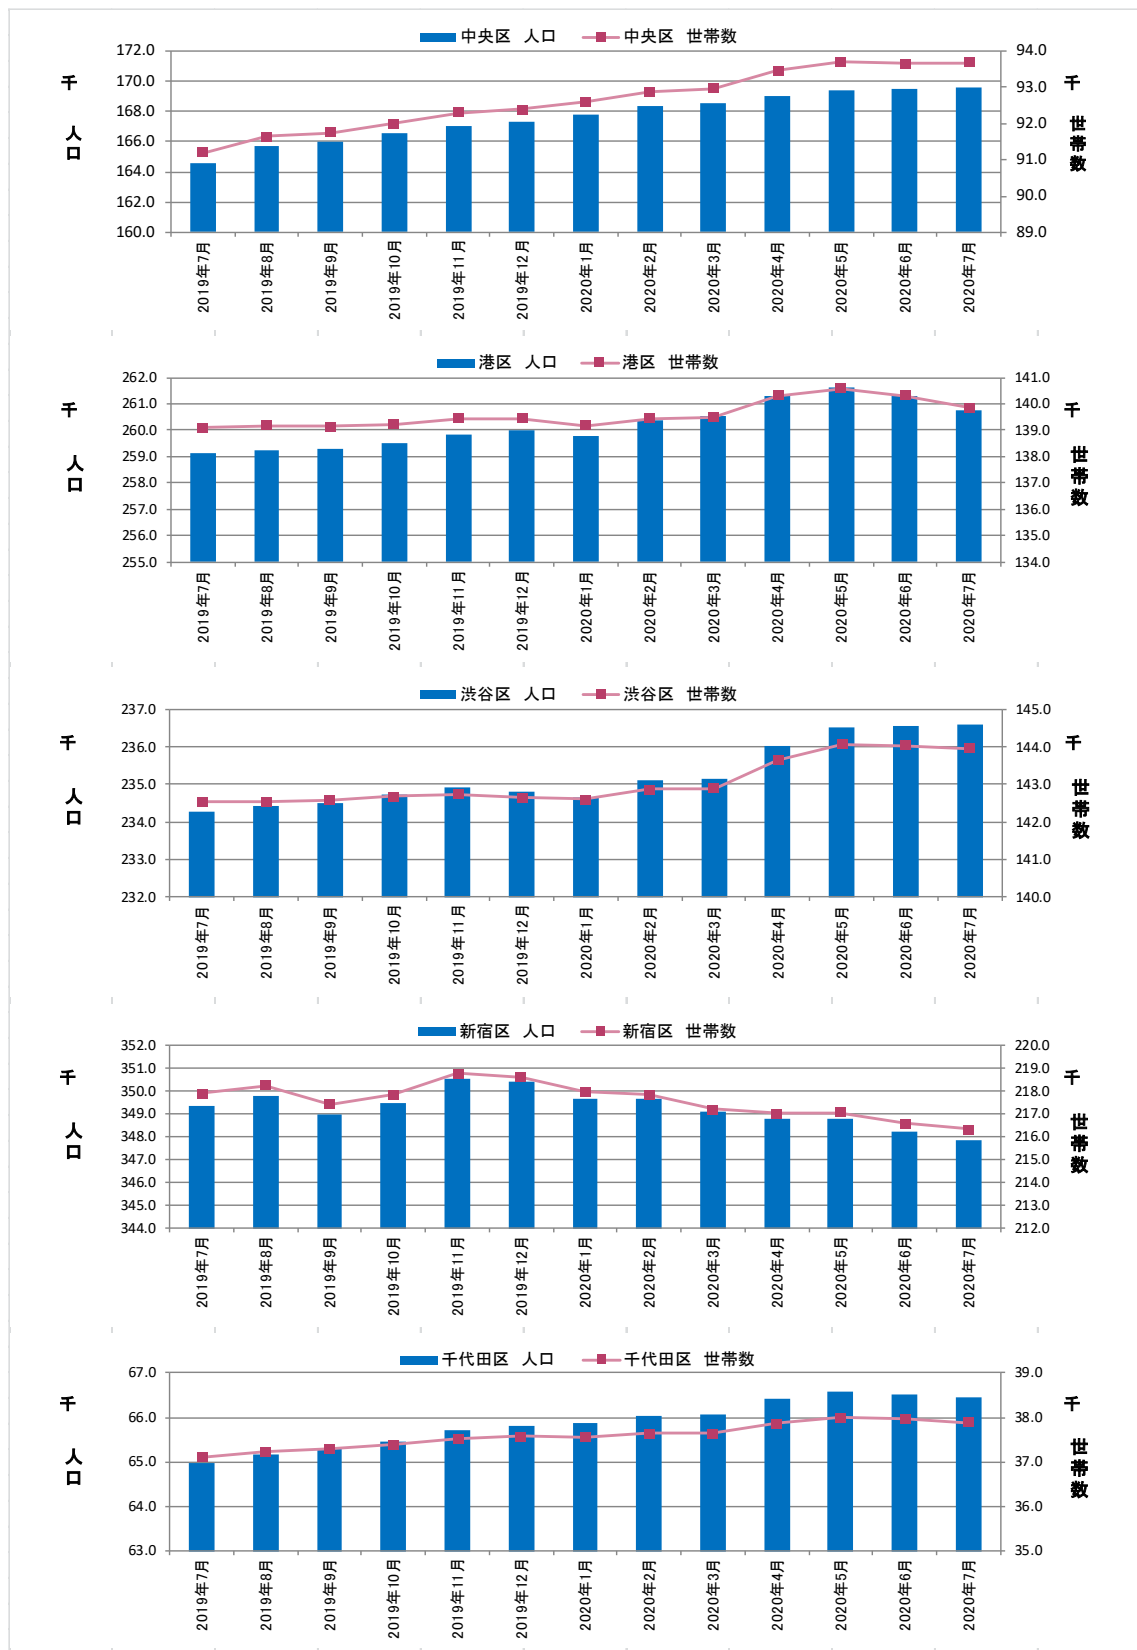 中央区 人口 中央区 世帯数
千
人口
172.0
170.0
168.0
166.0
164.0
162.0
160.0
94.0
93.0
92.0
91.0
90.0
89.0
千
世帯数
2019年7月
2019年8月
2019年9月
2019年10月
2019年11月
2019年12月
2020年1月
2020年2月
2020年3月
2020年4月
2020年5月
2020年6月
2020年7月
港区 人口 港区 世帯数
千
人口
262.0
261.0
260.0
259.0
258.0
257.0
256.0
255.0
141.0
140.0
139.0
138.0
137.0
136.0
135.0
134.0
千
世帯数
2019年7月
2019年8月
2019年9月
2019年10月
2019年11月
2019年12月
2020年1月
2020年2月
2020年3月
2020年4月
2020年5月
2020年6月
2020年7月
渋谷区 人口 渋谷区 世帯数
千
人口
237.0
236.0
235.0
234.0
233.0
232.0
145.0
144.0
143.0
142.0
141.0
140.0
千
世帯数
2019年7月
2019年8月
2019年9月
2019年10月
2019年11月
2019年12月
2020年1月
2020年2月
2020年3月
2020年4月
2020年5月
2020年6月
2020年7月
新宿区 人口 新宿区 世帯数
千
人口
352.0
351.0
350.0
349.0
348.0
347.0
346.0
345.0
344.0
220.0
219.0
218.0
217.0
216.0
215.0
214.0
213.0
212.0
千
世帯数
2019年7月
2019年8月
2019年9月
2019年10月
2019年11月
2019年12月
2020年1月
2020年2月
2020年3月
2020年4月
2020年5月
2020年6月
2020年7月
千代田区 人口 千代田区 世帯数
千
人口
67.0
66.0
65.0
64.0
63.0
39.0
38.0
37.0
36.0
35.0
千
世帯数
2019年7月
2019年8月
2019年9月
2019年10月
2019年11月
2019年12月
2020年1月
2020年2月
2020年3月
2020年4月
2020年5月
2020年6月
2020年7月